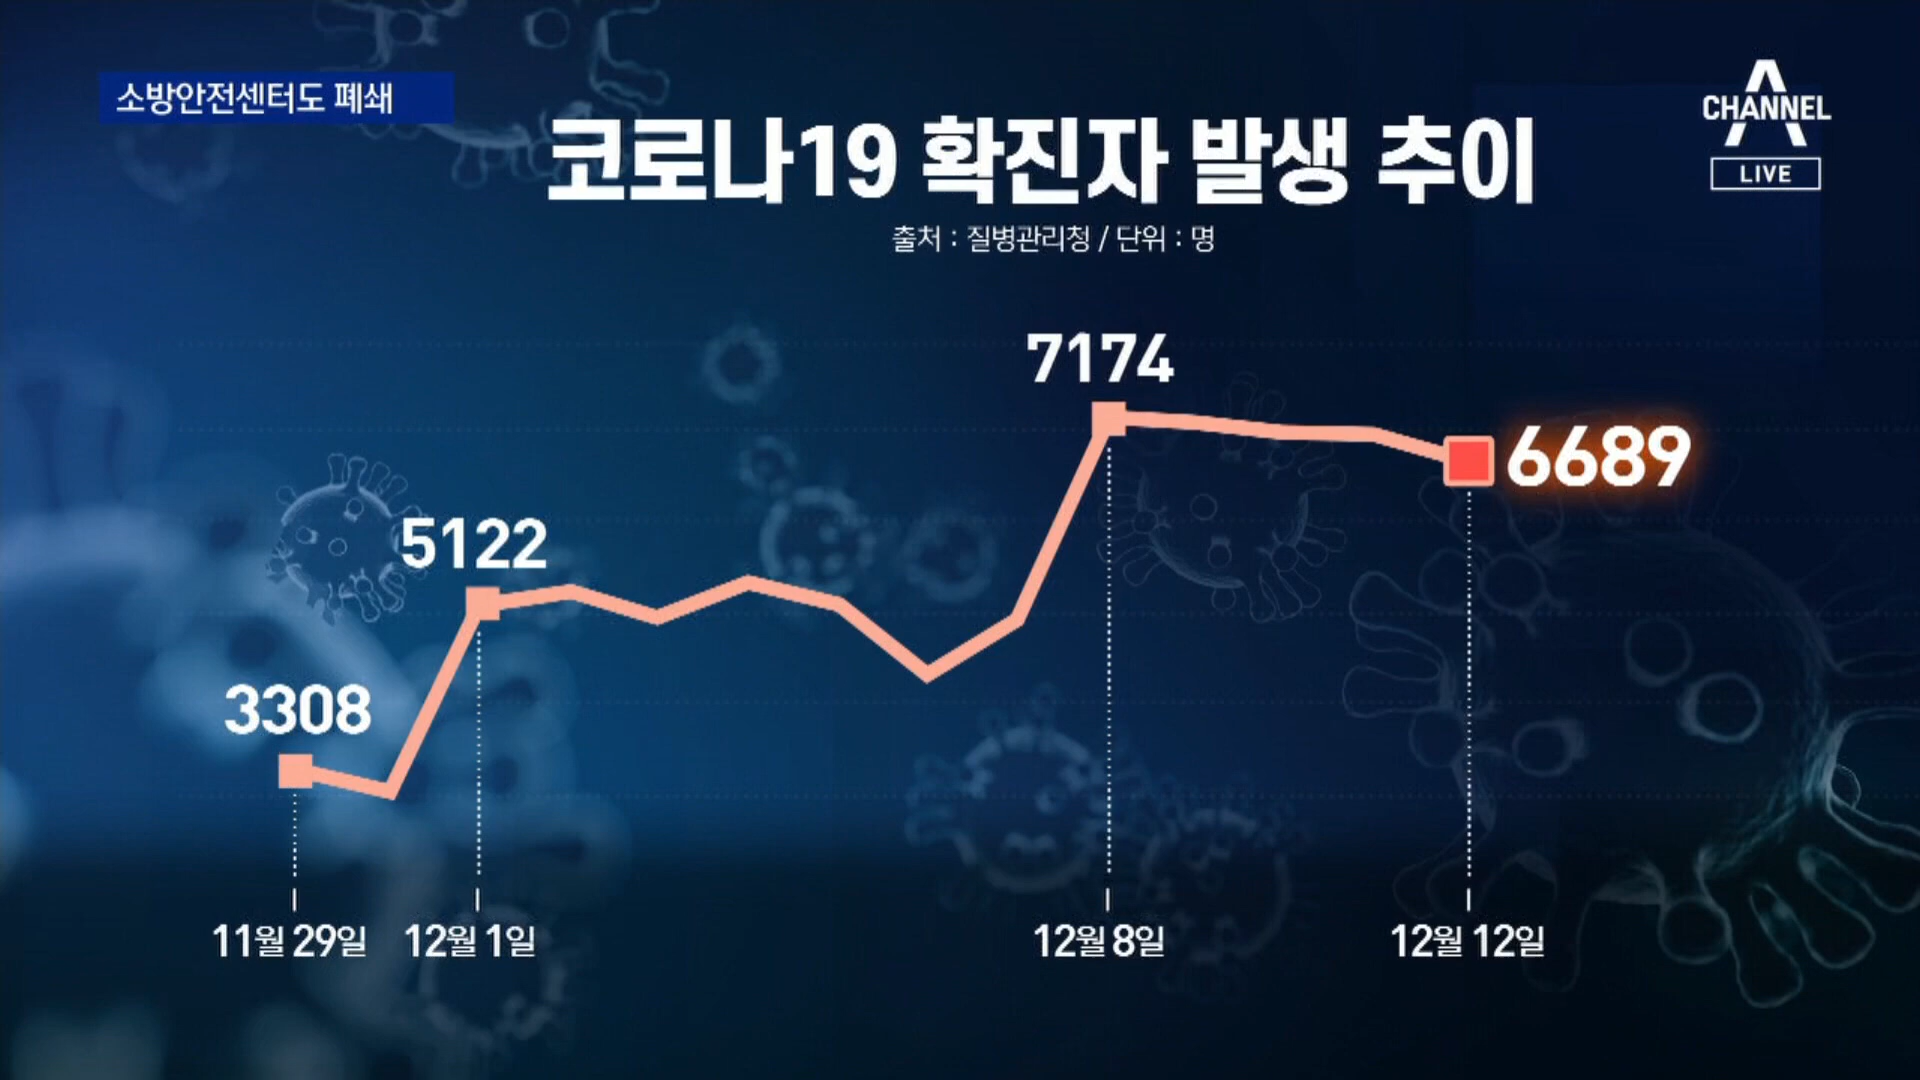 소방안전센터도 폐쇄
CHANNEL A
LIVE
코로나19 확진자 발생 추이
출처 : 질병관리청 / 단위 : 명
7174
6689
5122
3308
11월 29일
12월 1일
12월 8일
12월 12일